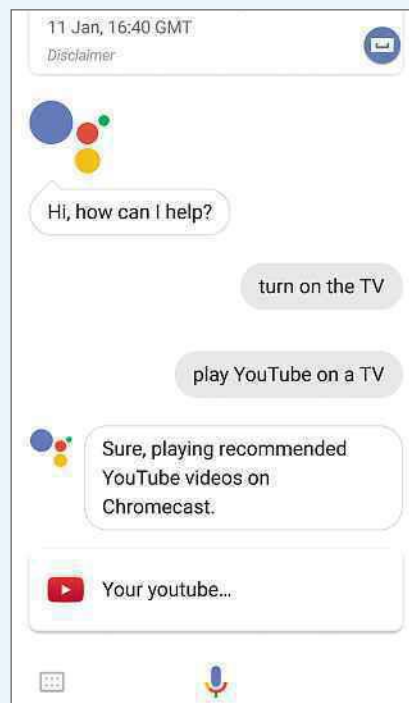 11 Jan, 16:40 GMT
Disclaimer
Hi, how can I help?
turn on the TV
play YouTube on a TV
Sure, playing recommended
YouTube videos on
Chromecast.
Your youtube...